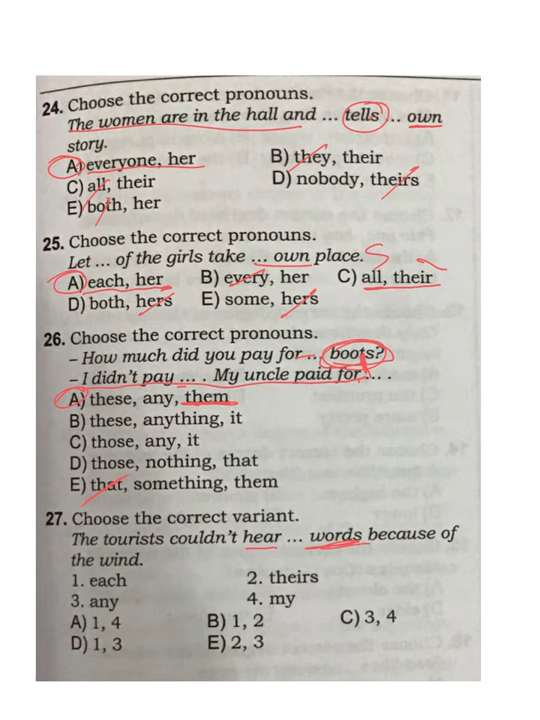 24. Choose the correct pronouns.
The women are in the hall and ... tells ... own
story.
A) everyone, her B) they, their
C) all, their D) nobody, theirs
E) both, her
25. Choose the correct pronouns.
Let ... of the girls take ... own place.
A) each, her B) every, her C) all, their
D) both, hers E) some, hers
26. Choose the correct pronouns.
– How much did you pay for ... boots?
– I didn't pay ... . My uncle paid for ... .
A) these, any, them
B) these, anything, it
C) those, any, it
D) those, nothing, that
E) that, something, them
27. Choose the correct variant.
The tourists couldn't hear ... words because of
the wind.
1. each 2. theirs
3. any 4. my
A) 1, 4 B) 1, 2 C) 3, 4
D) 1, 3 E) 2, 3